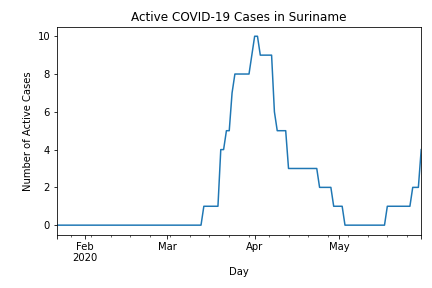 Active COVID-19 Cases in Suriname
Number of Active Cases
10
8
6
4
2
0
Feb
2020
Mar
Apr
May
Day